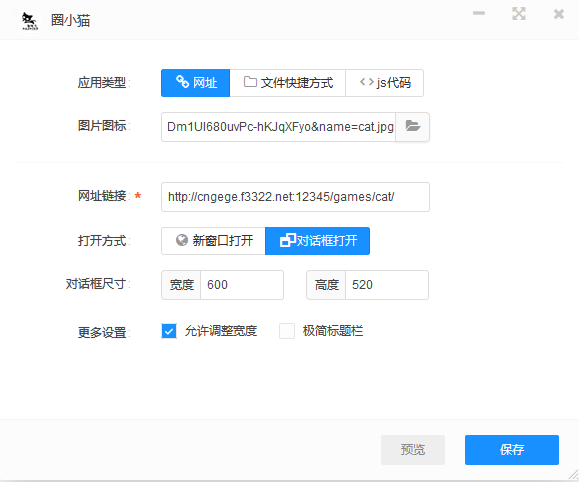 圈小猫
应用类型: 网址 文件快捷方式 js代码
图片图标: Dm1UI680uvPc-hKJqXFyo&name=cat.jpg
网址链接: * http://cngege.f3322.net:12345/games/cat/
打开方式: 新窗口打开 对话框打开
对话框尺寸: 宽度 600 高度 520
更多设置: 允许调整宽度 极简标题栏
预览 保存